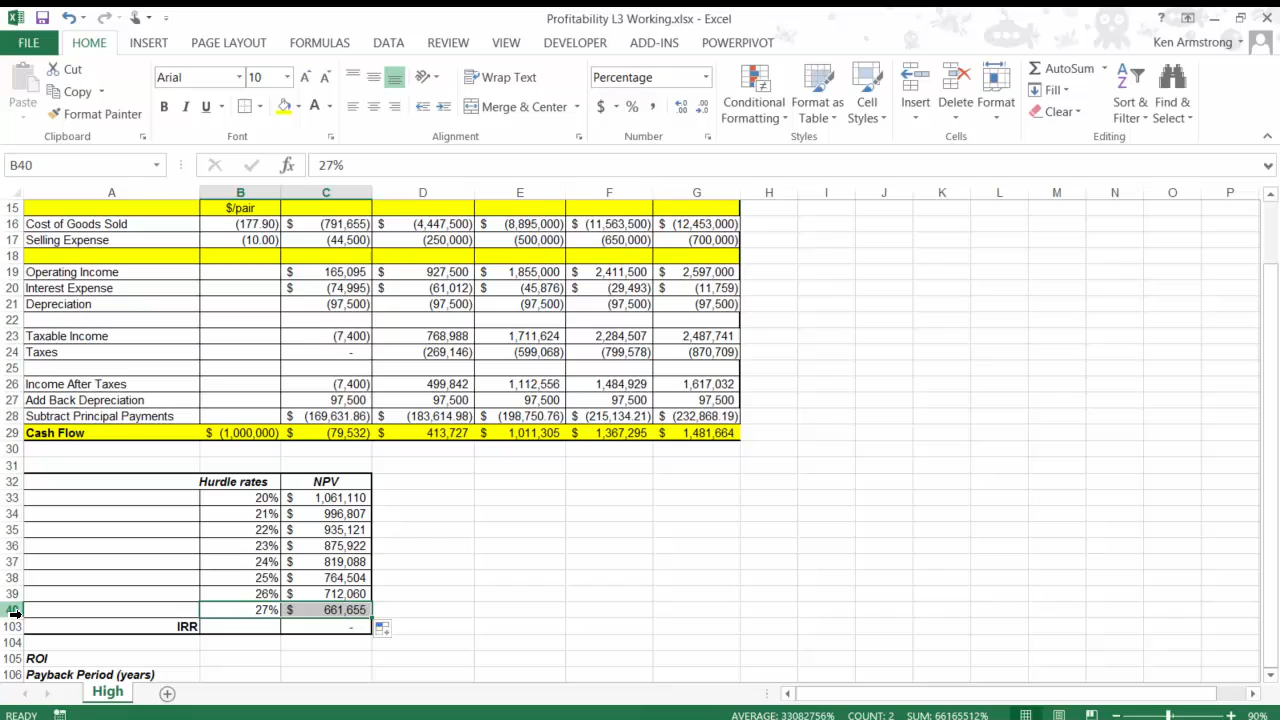 Profitability L3 Working.xlsx - Excel
FILE HOME INSERT PAGE LAYOUT FORMULAS DATA REVIEW VIEW DEVELOPER ADD-INS POWERPIVOT Ken Armstrong
Paste Cut Copy Format Painter
Arial 10 B I U A
Wrap Text Merge & Center
Percentage $ % ,
Conditional Formatting Format as Table Cell Styles
Insert Delete Format
AutoSum Fill Clear Sort & Filter Find & Select
Clipboard Font Alignment Number Styles Cells Editing
B40 fx 27%
A B C D E F G H I J K L M N O P
15 $/pair
16 Cost of Goods Sold (177.90) $ (791,655) $ (4,447,500) $ (8,895,000) $ (11,563,500) $ (12,453,000)
17 Selling Expense (10.00) (44,500) (250,000) (500,000) (650,000) (700,000)
18
19 Operating Income $ 165,095 $ 927,500 $ 1,855,000 $ 2,411,500 $ 2,597,000
20 Interest Expense $ (74,995) $ (61,012) $ (45,876) $ (29,493) $ (11,759)
21 Depreciation (97,500) (97,500) (97,500) (97,500) (97,500)
22
23 Taxable Income (7,400) 768,988 1,711,624 2,284,507 2,487,741
24 Taxes - (269,146) (599,068) (799,578) (870,709)
25
26 Income After Taxes (7,400) 499,842 1,112,556 1,484,929 1,617,032
27 Add Back Depreciation 97,500 97,500 97,500 97,500 97,500
28 Subtract Principal Payments $ (169,631.86) $ (183,614.98) $ (198,750.76) $ (215,134.21) $ (232,868.19)
29 Cash Flow $ (1,000,000) $ (79,532) $ 413,727 $ 1,011,305 $ 1,367,295 $ 1,481,664
30
31
32 Hurdle rates NPV
33 20% $ 1,061,110
34 21% $ 996,807
35 22% $ 935,121
36 23% $ 875,922
37 24% $ 819,088
38 25% $ 764,504
39 26% $ 712,060
40 27% $ 661,655
103 IRR -
104
105 ROI
106 Payback Period (years)
High
READY AVERAGE: 33082756% COUNT: 2 SUM: 66165512% 90%